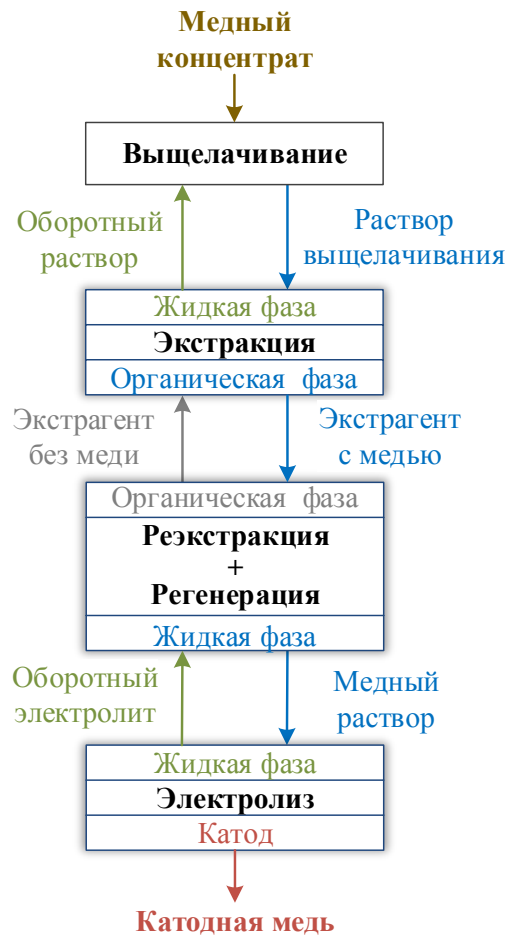 Медный
концентрат
Выщелачивание
Оборотный
раствор
Раствор
выщелачивания
Жидкая фаза
Экстракция
Органическая фаза
Экстрагент
без меди
Экстрагент
с медью
Органическая фаза
Реэкстракция
+
Регенерация
Жидкая фаза
Оборотный
электролит
Медный
раствор
Жидкая фаза
Электролиз
Катод
Катодная медь